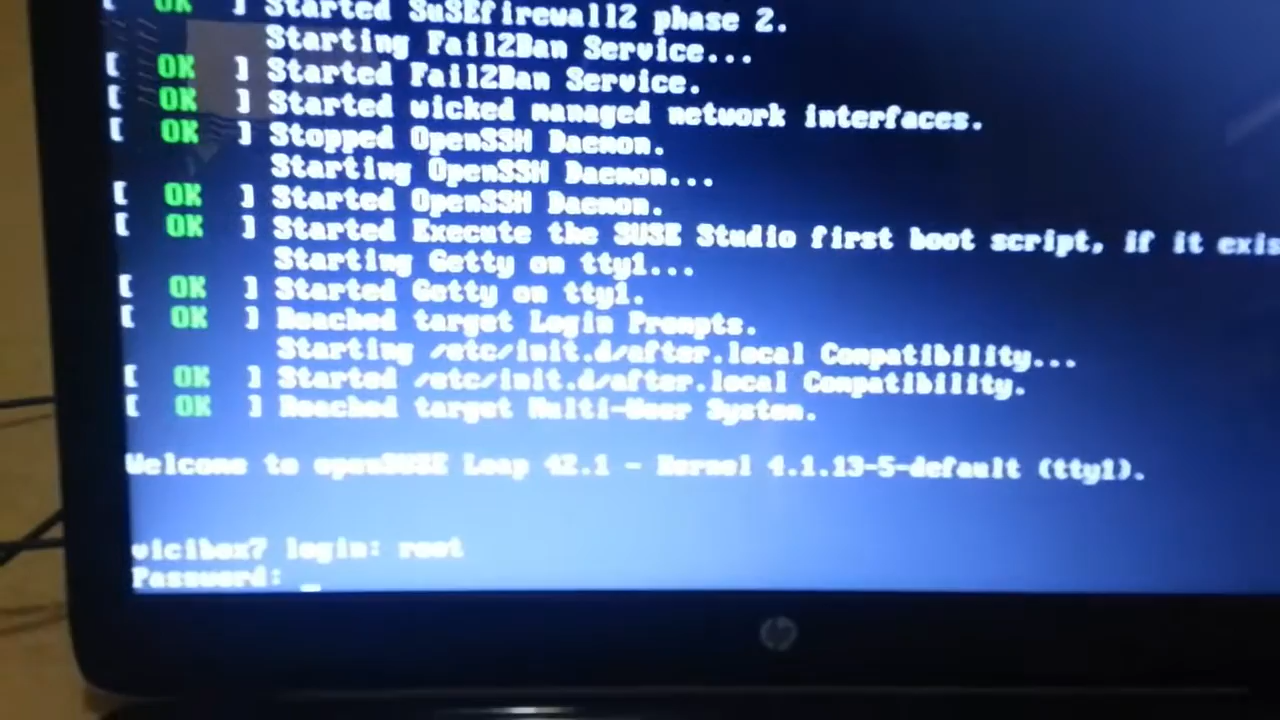 [ OK ] Started SuSEfirewall2 phase 2.
Starting Fail2Ban Service...
[ OK ] Started Fail2Ban Service.
[ OK ] Started wicked managed network interfaces.
[ OK ] Stopped OpenSSH Daemon.
Starting OpenSSH Daemon...
[ OK ] Started OpenSSH Daemon.
[ OK ] Started Execute the SUSE Studio first boot script, if it exis
Starting Getty on tty1...
[ OK ] Started Getty on tty1.
[ OK ] Reached target Login Prompts.
Starting /etc/init.d/after.local Compatibility...
[ OK ] Started /etc/init.d/after.local Compatibility.
[ OK ] Reached target Multi-User System.
Welcome to openSUSE Leap 42.1 - Kernel 4.1.13-5-default (tty1).
vicibox7 login: root
Password: _
hp